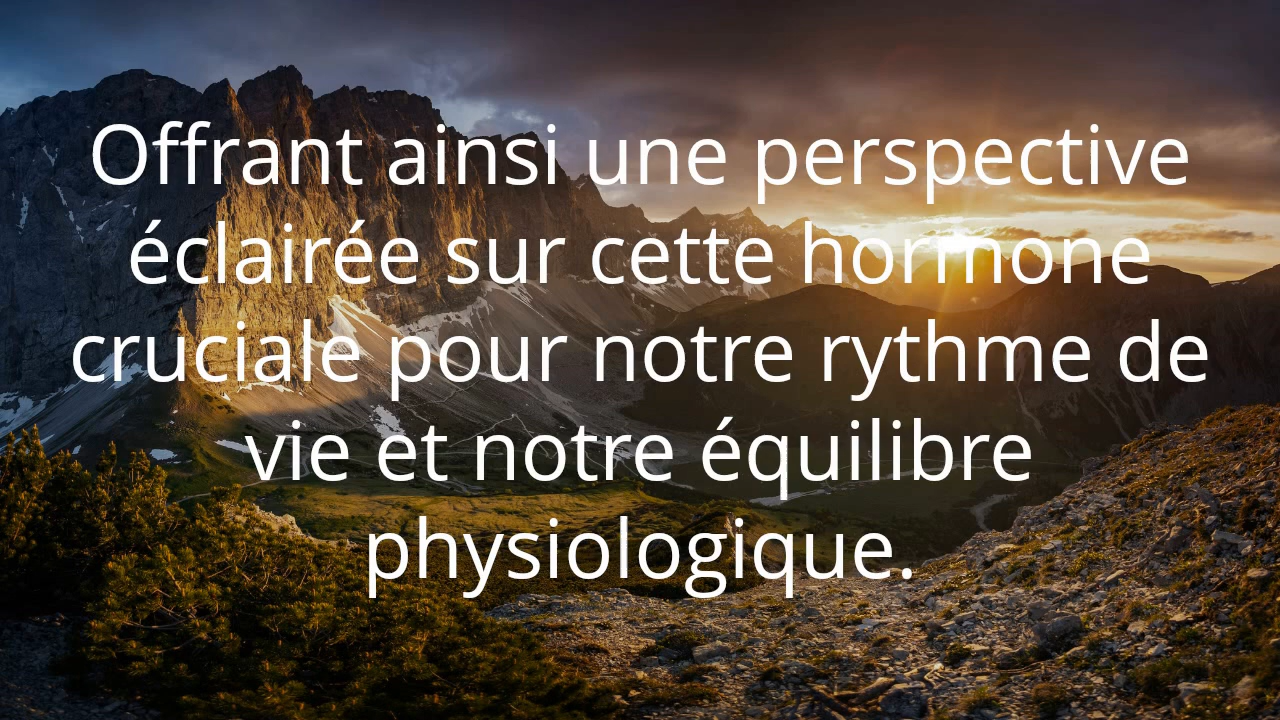 Offrant ainsi une perspective
éclairée sur cette hormone
cruciale pour notre rythme de
vie et notre équilibre
physiologique.